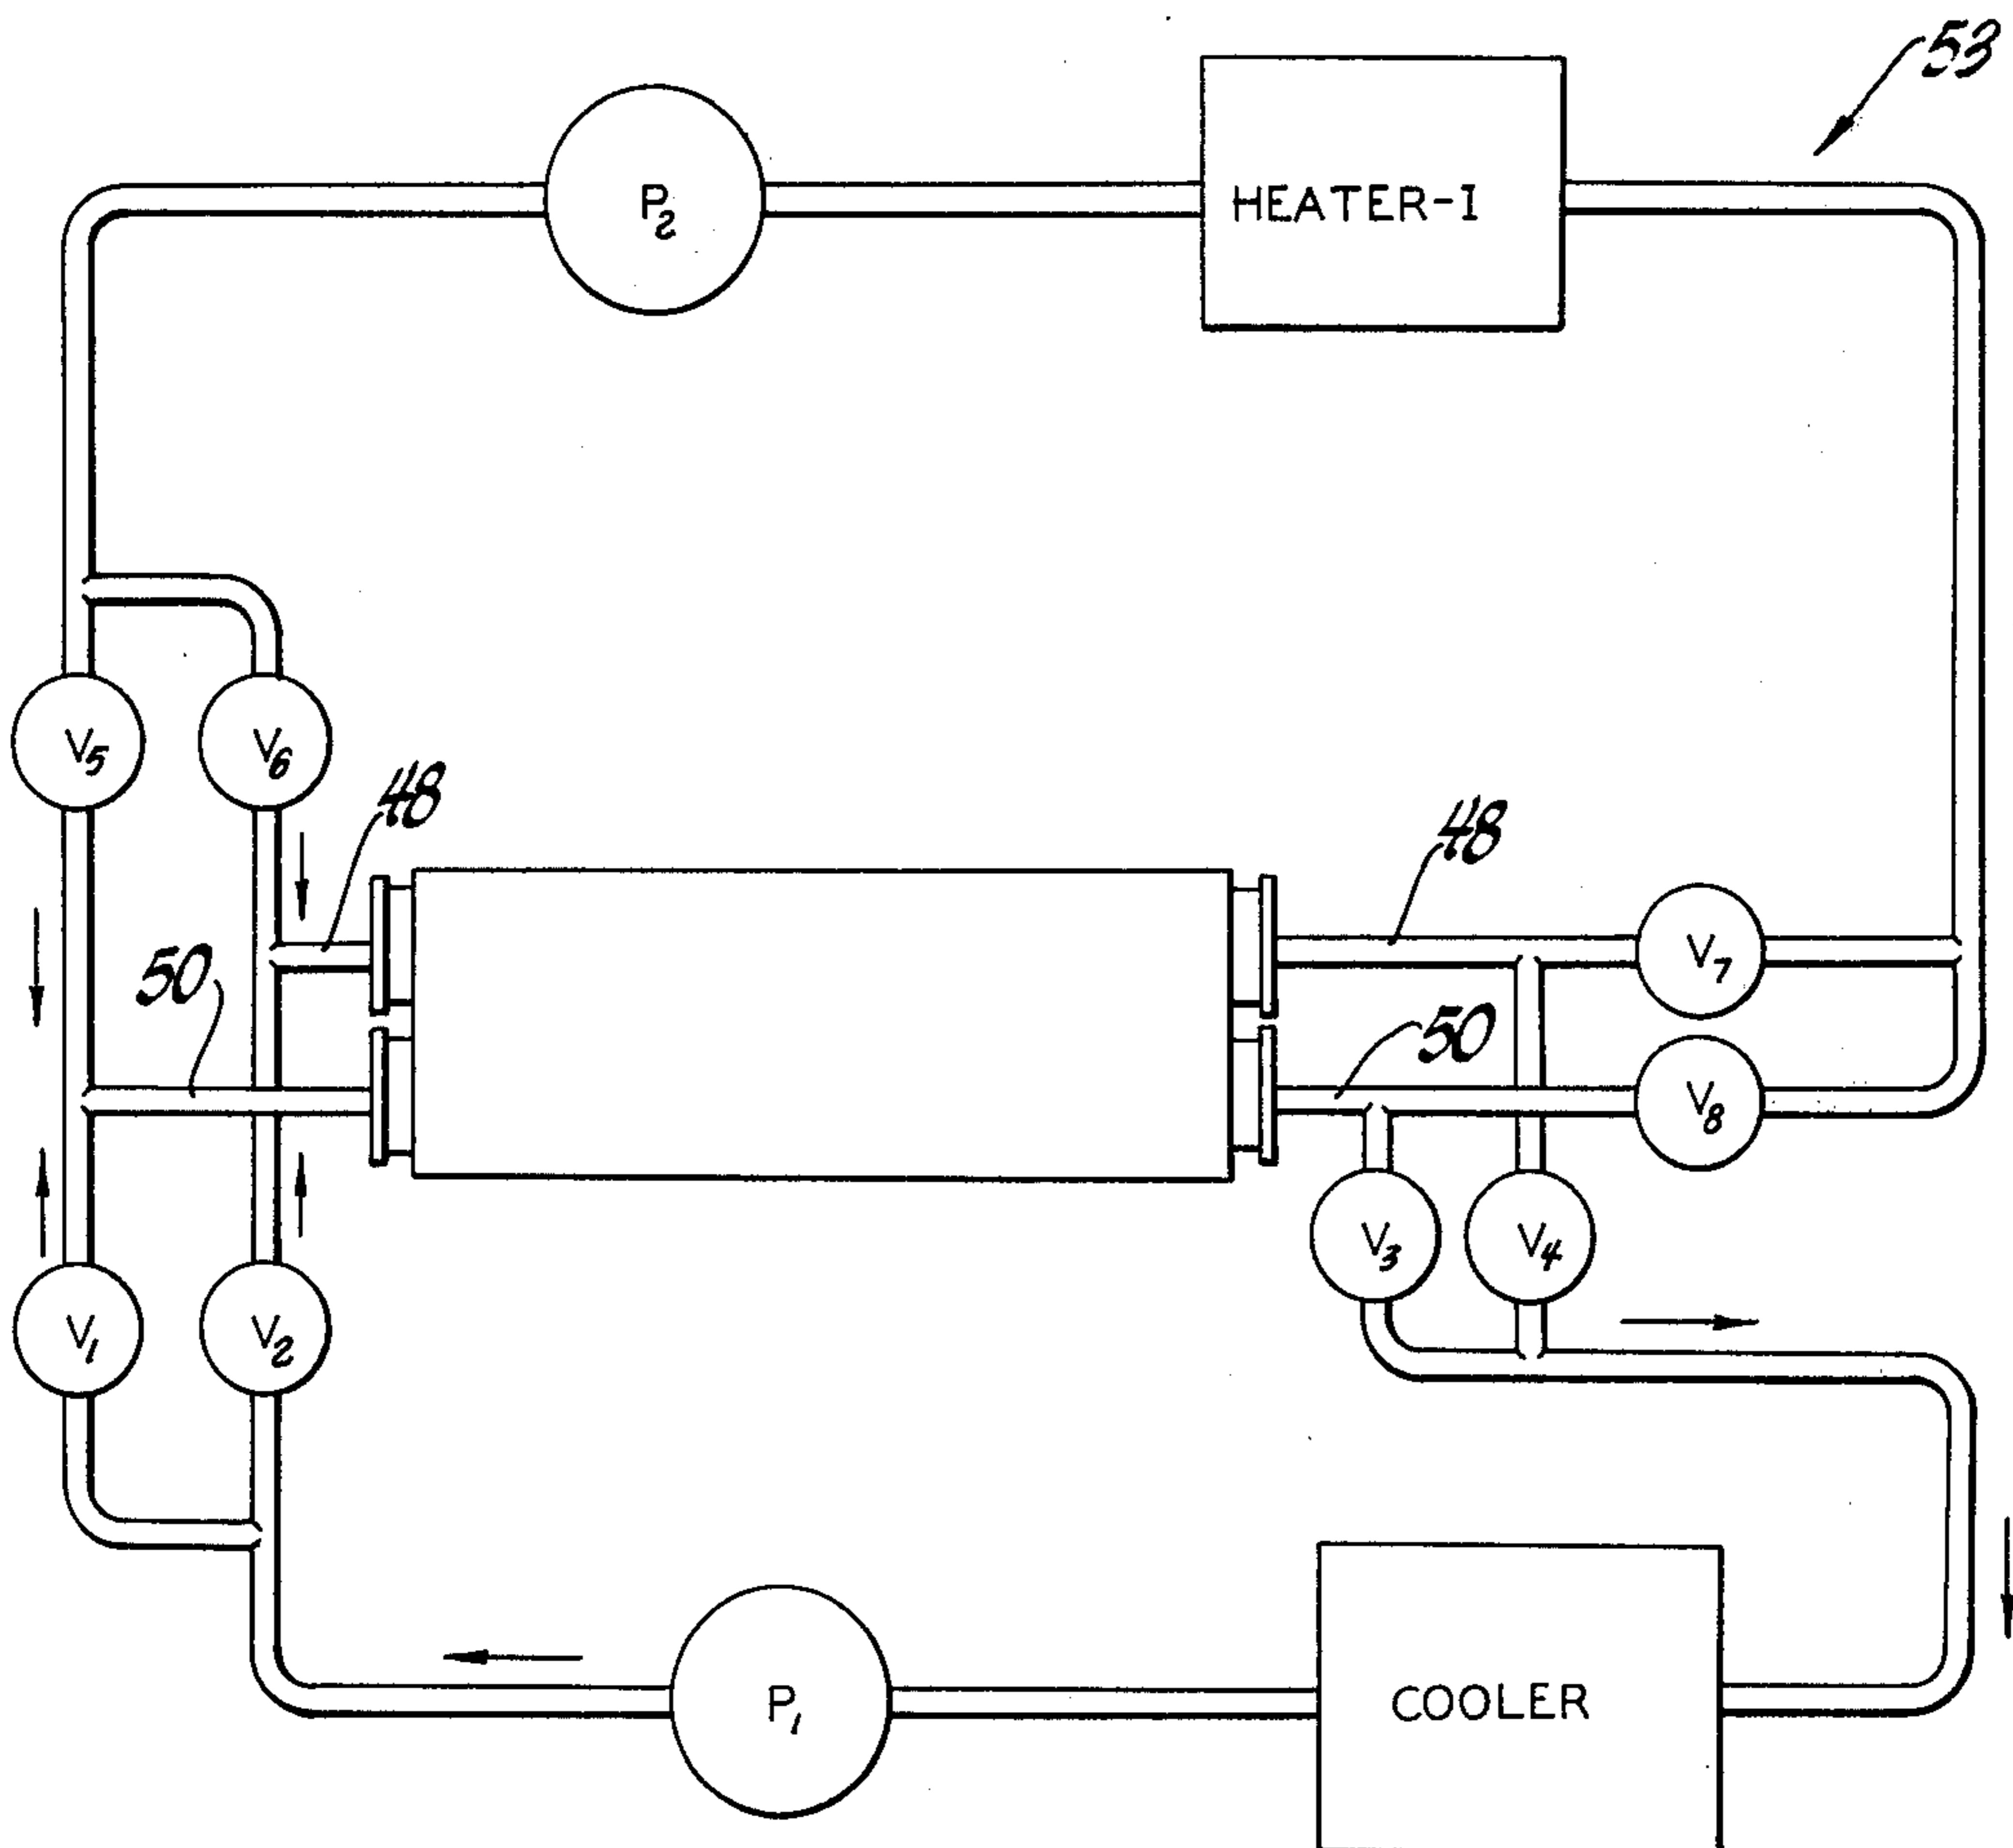 53
P₂
HEATER-I
V₅
V₆
48
48
50
V₇
50
V₈
V₃
V₄
V₁
V₂
P₁
COOLER